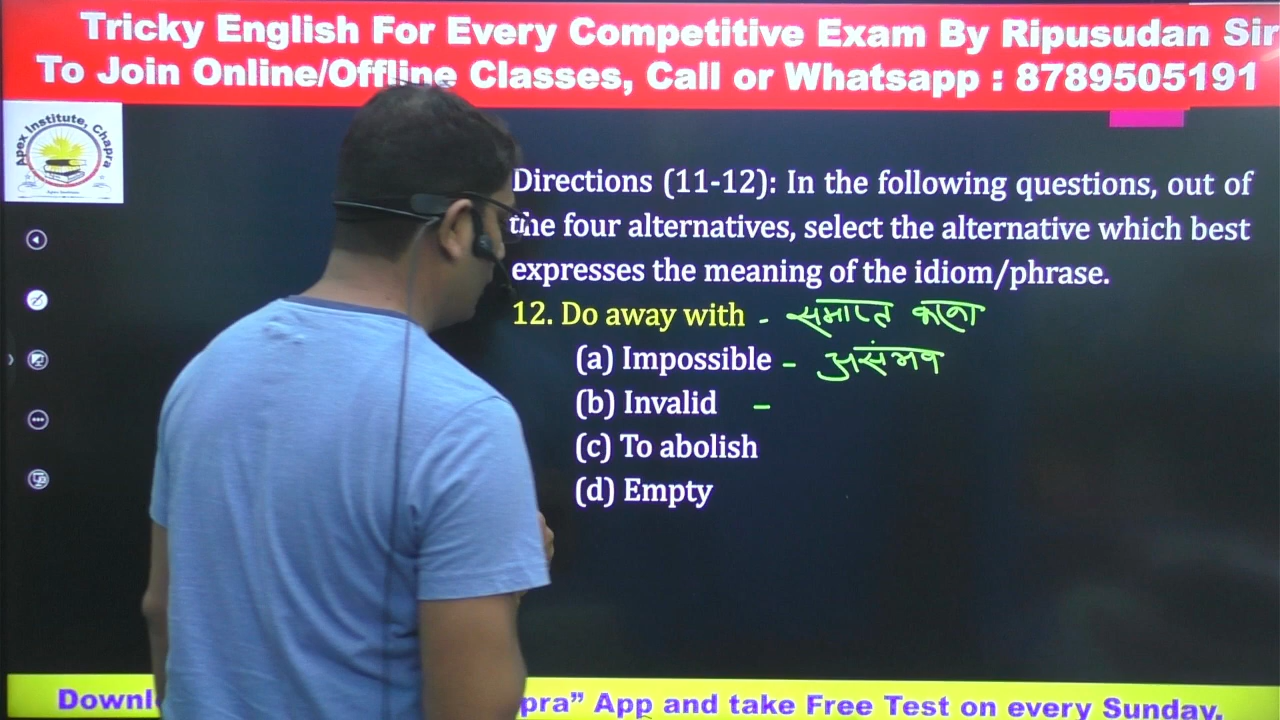 Tricky English For Every Competitive Exam By Ripusudan Sir
To Join Online/Offline Classes, Call or Whatsapp : 8789505191
Apex Institute, Chapra
Directions (11-12): In the following questions, out of
the four alternatives, select the alternative which best
expresses the meaning of the idiom/phrase.
12. Do away with - समाप्त करना
(a) Impossible - असंभव
(b) Invalid -
(c) To abolish
(d) Empty
pra” App and take Free Test on every Sunday.